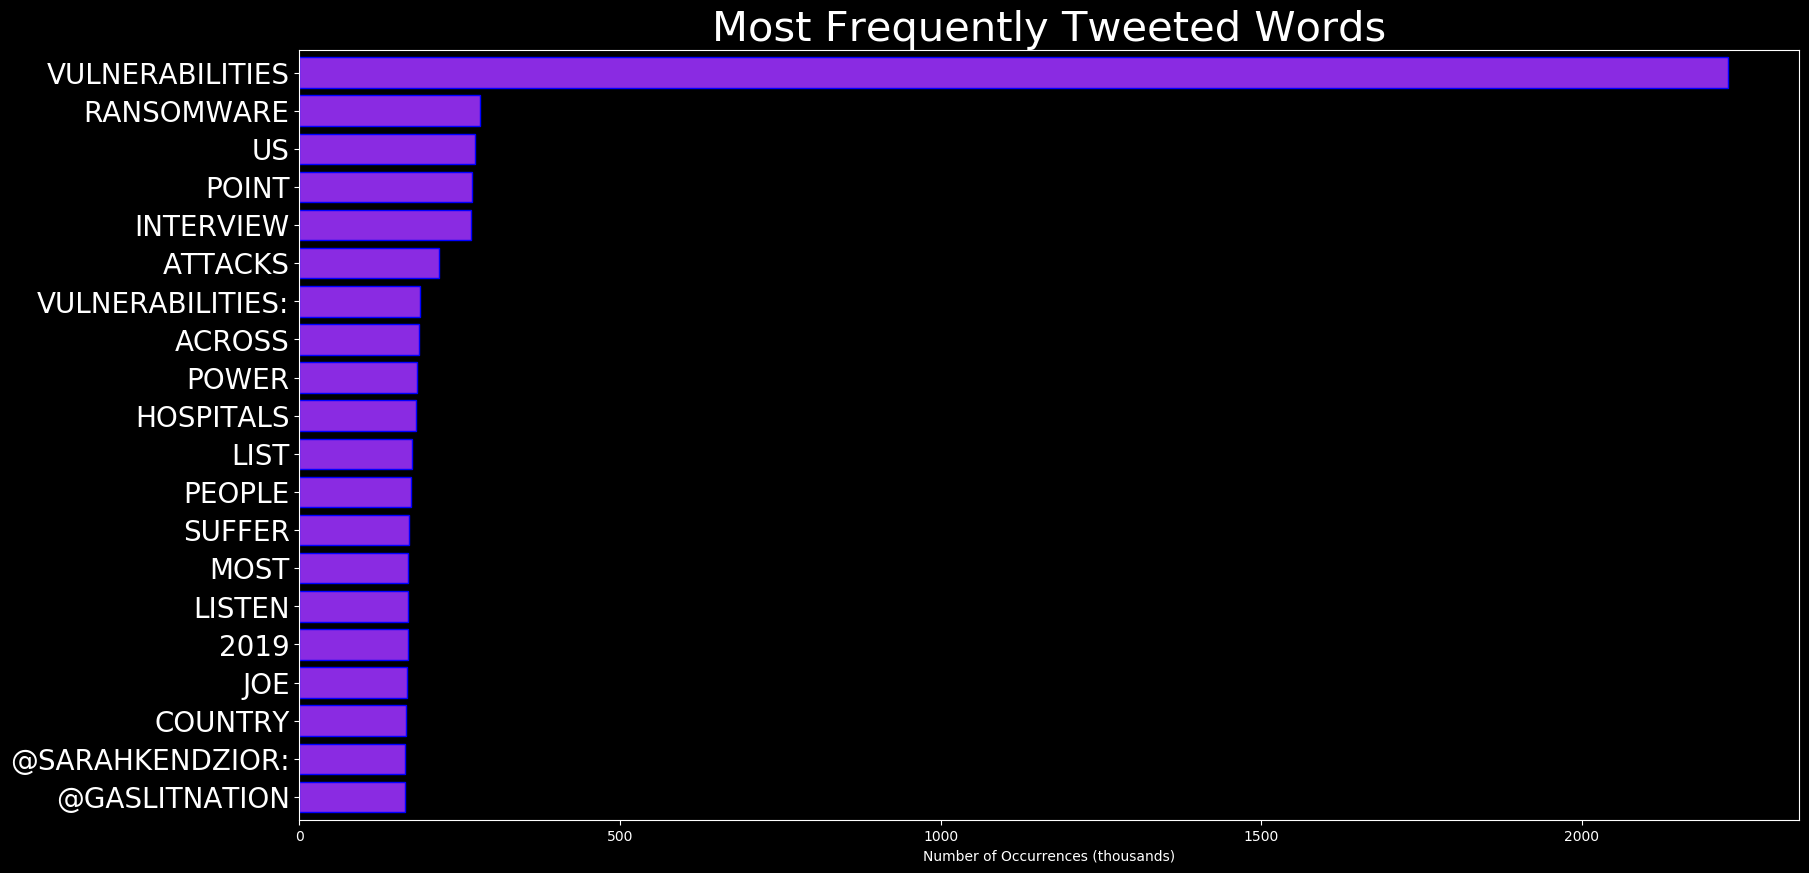 Most Frequently Tweeted Words
VULNERABILITIES
RANSOMWARE
US
POINT
INTERVIEW
ATTACKS
VULNERABILITIES:
ACROSS
POWER
HOSPITALS
LIST
PEOPLE
SUFFER
MOST
LISTEN
2019
JOE
COUNTRY
@SARAHKENDZIOR:
@GASLITNATION
0 500 1000 1500 2000
Number of Occurrences (thousands)